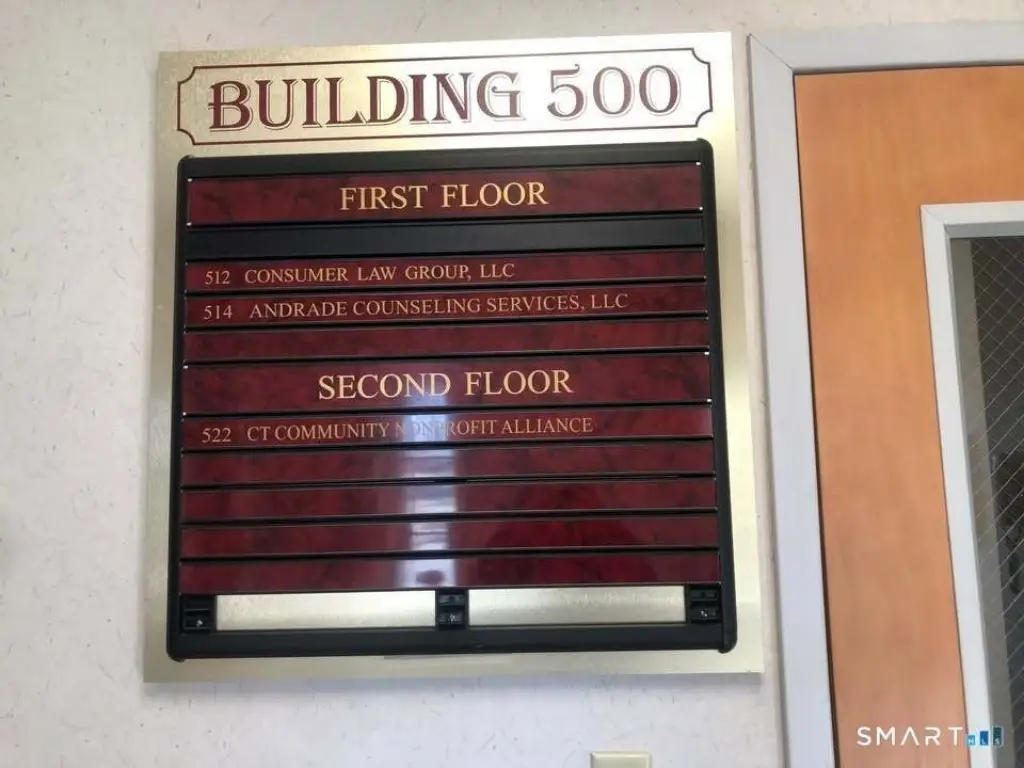 BUILDING 500
FIRST FLOOR
512 CONSUMER LAW GROUP, LLC
514 ANDRADE COUNSELING SERVICES, LLC
SECOND FLOOR
522 CT COMMUNITY NONPROFIT ALLIANCE
SMART MLS